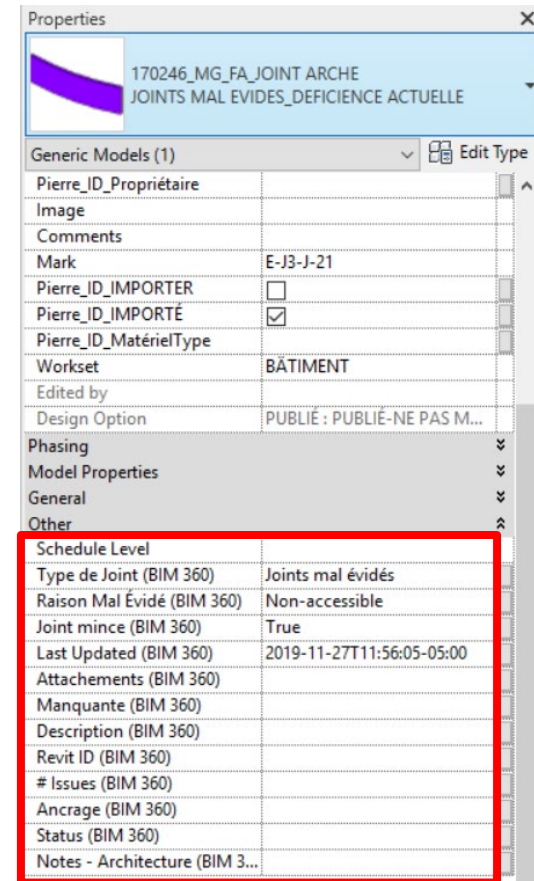 Properties
170246_MG_FA_JOINT ARCHE
JOINTS MAL EVIDES_DEFICIENCE ACTUELLE
Generic Models (1) Edit Type
Pierre_ID_Propriétaire
Image
Comments
Mark E-J3-J-21
Pierre_ID_IMPORTER
Pierre_ID_IMPORTÉ
Pierre_ID_MatérielType
Workset BÄTIMENT
Edited by
Design Option PUBLIÉ : PUBLIÉ-NE PAS M...
Phasing
Model Properties
General
Other
Schedule Level
Type de Joint (BIM 360) Joints mal évidés
Raison Mal Évidé (BIM 360) Non-accessible
Joint mince (BIM 360) True
Last Updated (BIM 360) 2019-11-27T11:56:05-05:00
Attachements (BIM 360)
Manquante (BIM 360)
Description (BIM 360)
Revit ID (BIM 360)
# Issues (BIM 360)
Ancrage (BIM 360)
Status (BIM 360)
Notes - Architecture (BIM 3...